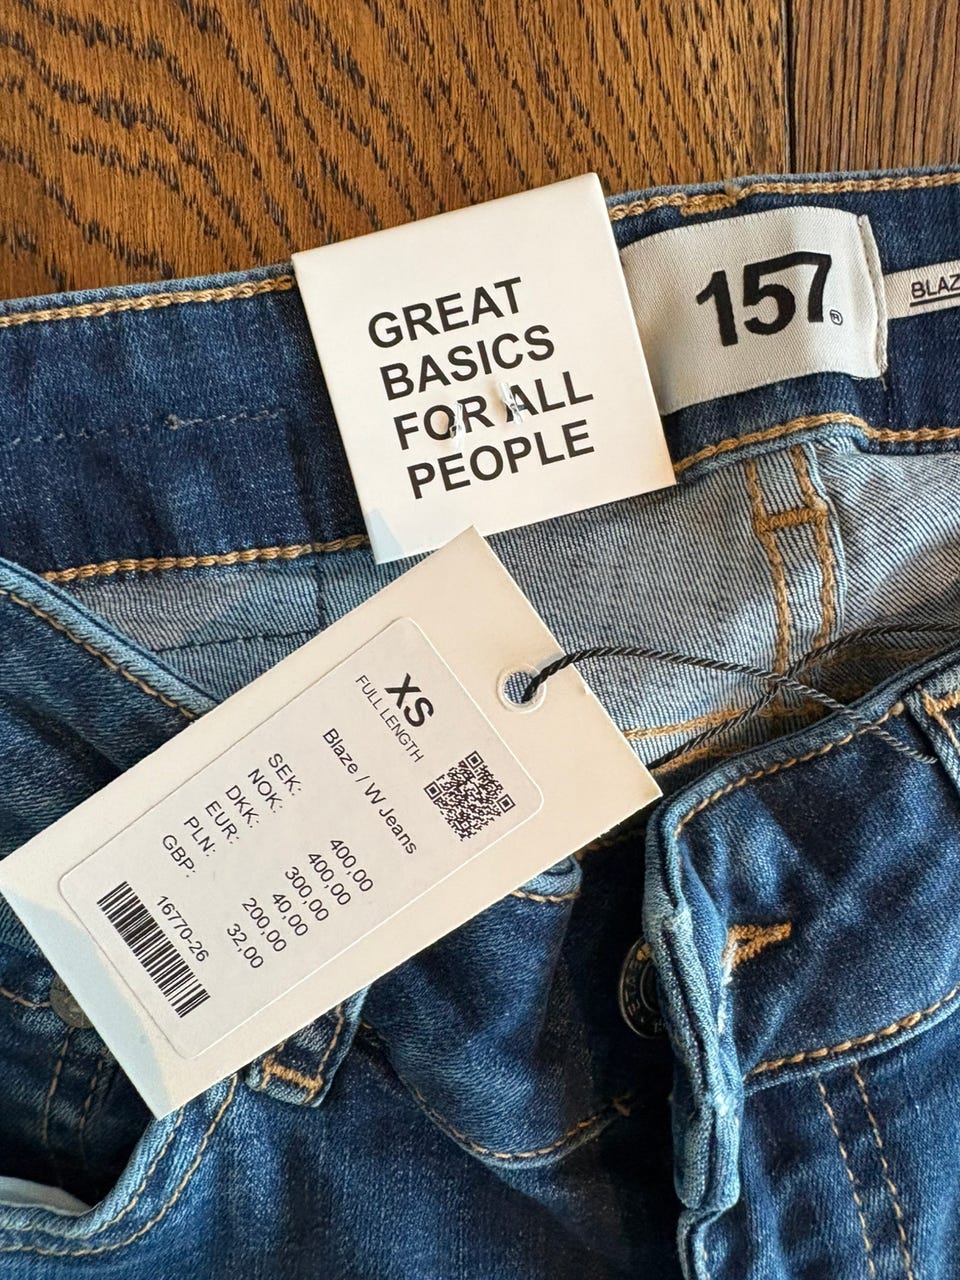 GREAT
BASICS
FOR ALL
PEOPLE
157®
XS
FULL LENGTH
Blaze / W Jeans
SEK: 400,00
NOK: 400,00
DKK: 300,00
EUR: 40,00
PLN: 200,00
GBP: 32,00
16770-26